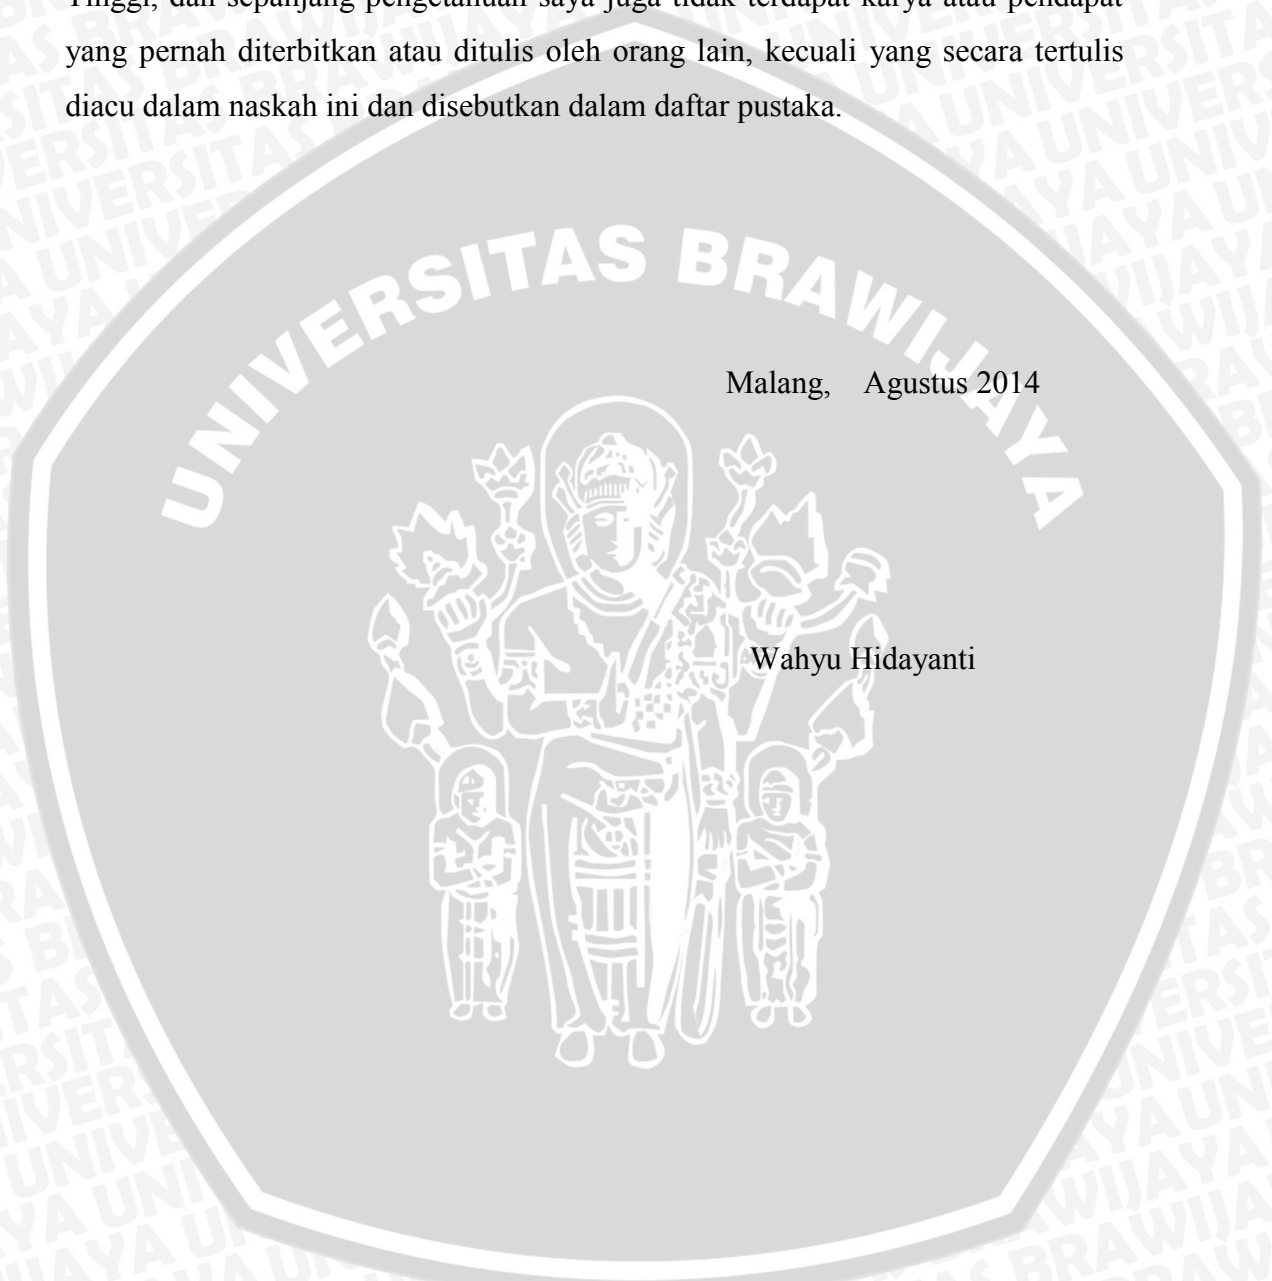 Tinggi, dan sepanjang pengetahuan saya juga tidak terdapat karya atau pendapat
yang pernah diterbitkan atau ditulis oleh orang lain, kecuali yang secara tertulis
diacu dalam naskah ini dan disebutkan dalam daftar pustaka.
UNIVERSITAS BRAWIJAYA
Malang, Agustus 2014
Wahyu Hidayanti